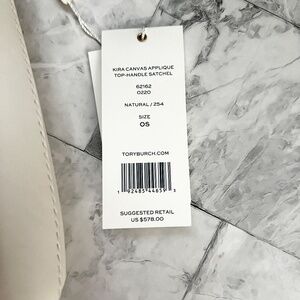 KIRA CANVAS APPLIQUE
TOP-HANDLE SATCHEL
62162
0220
NATURAL / 254
SIZE
OS
TORYBURCH.COM
SUGGESTED RETAIL
US $578.00